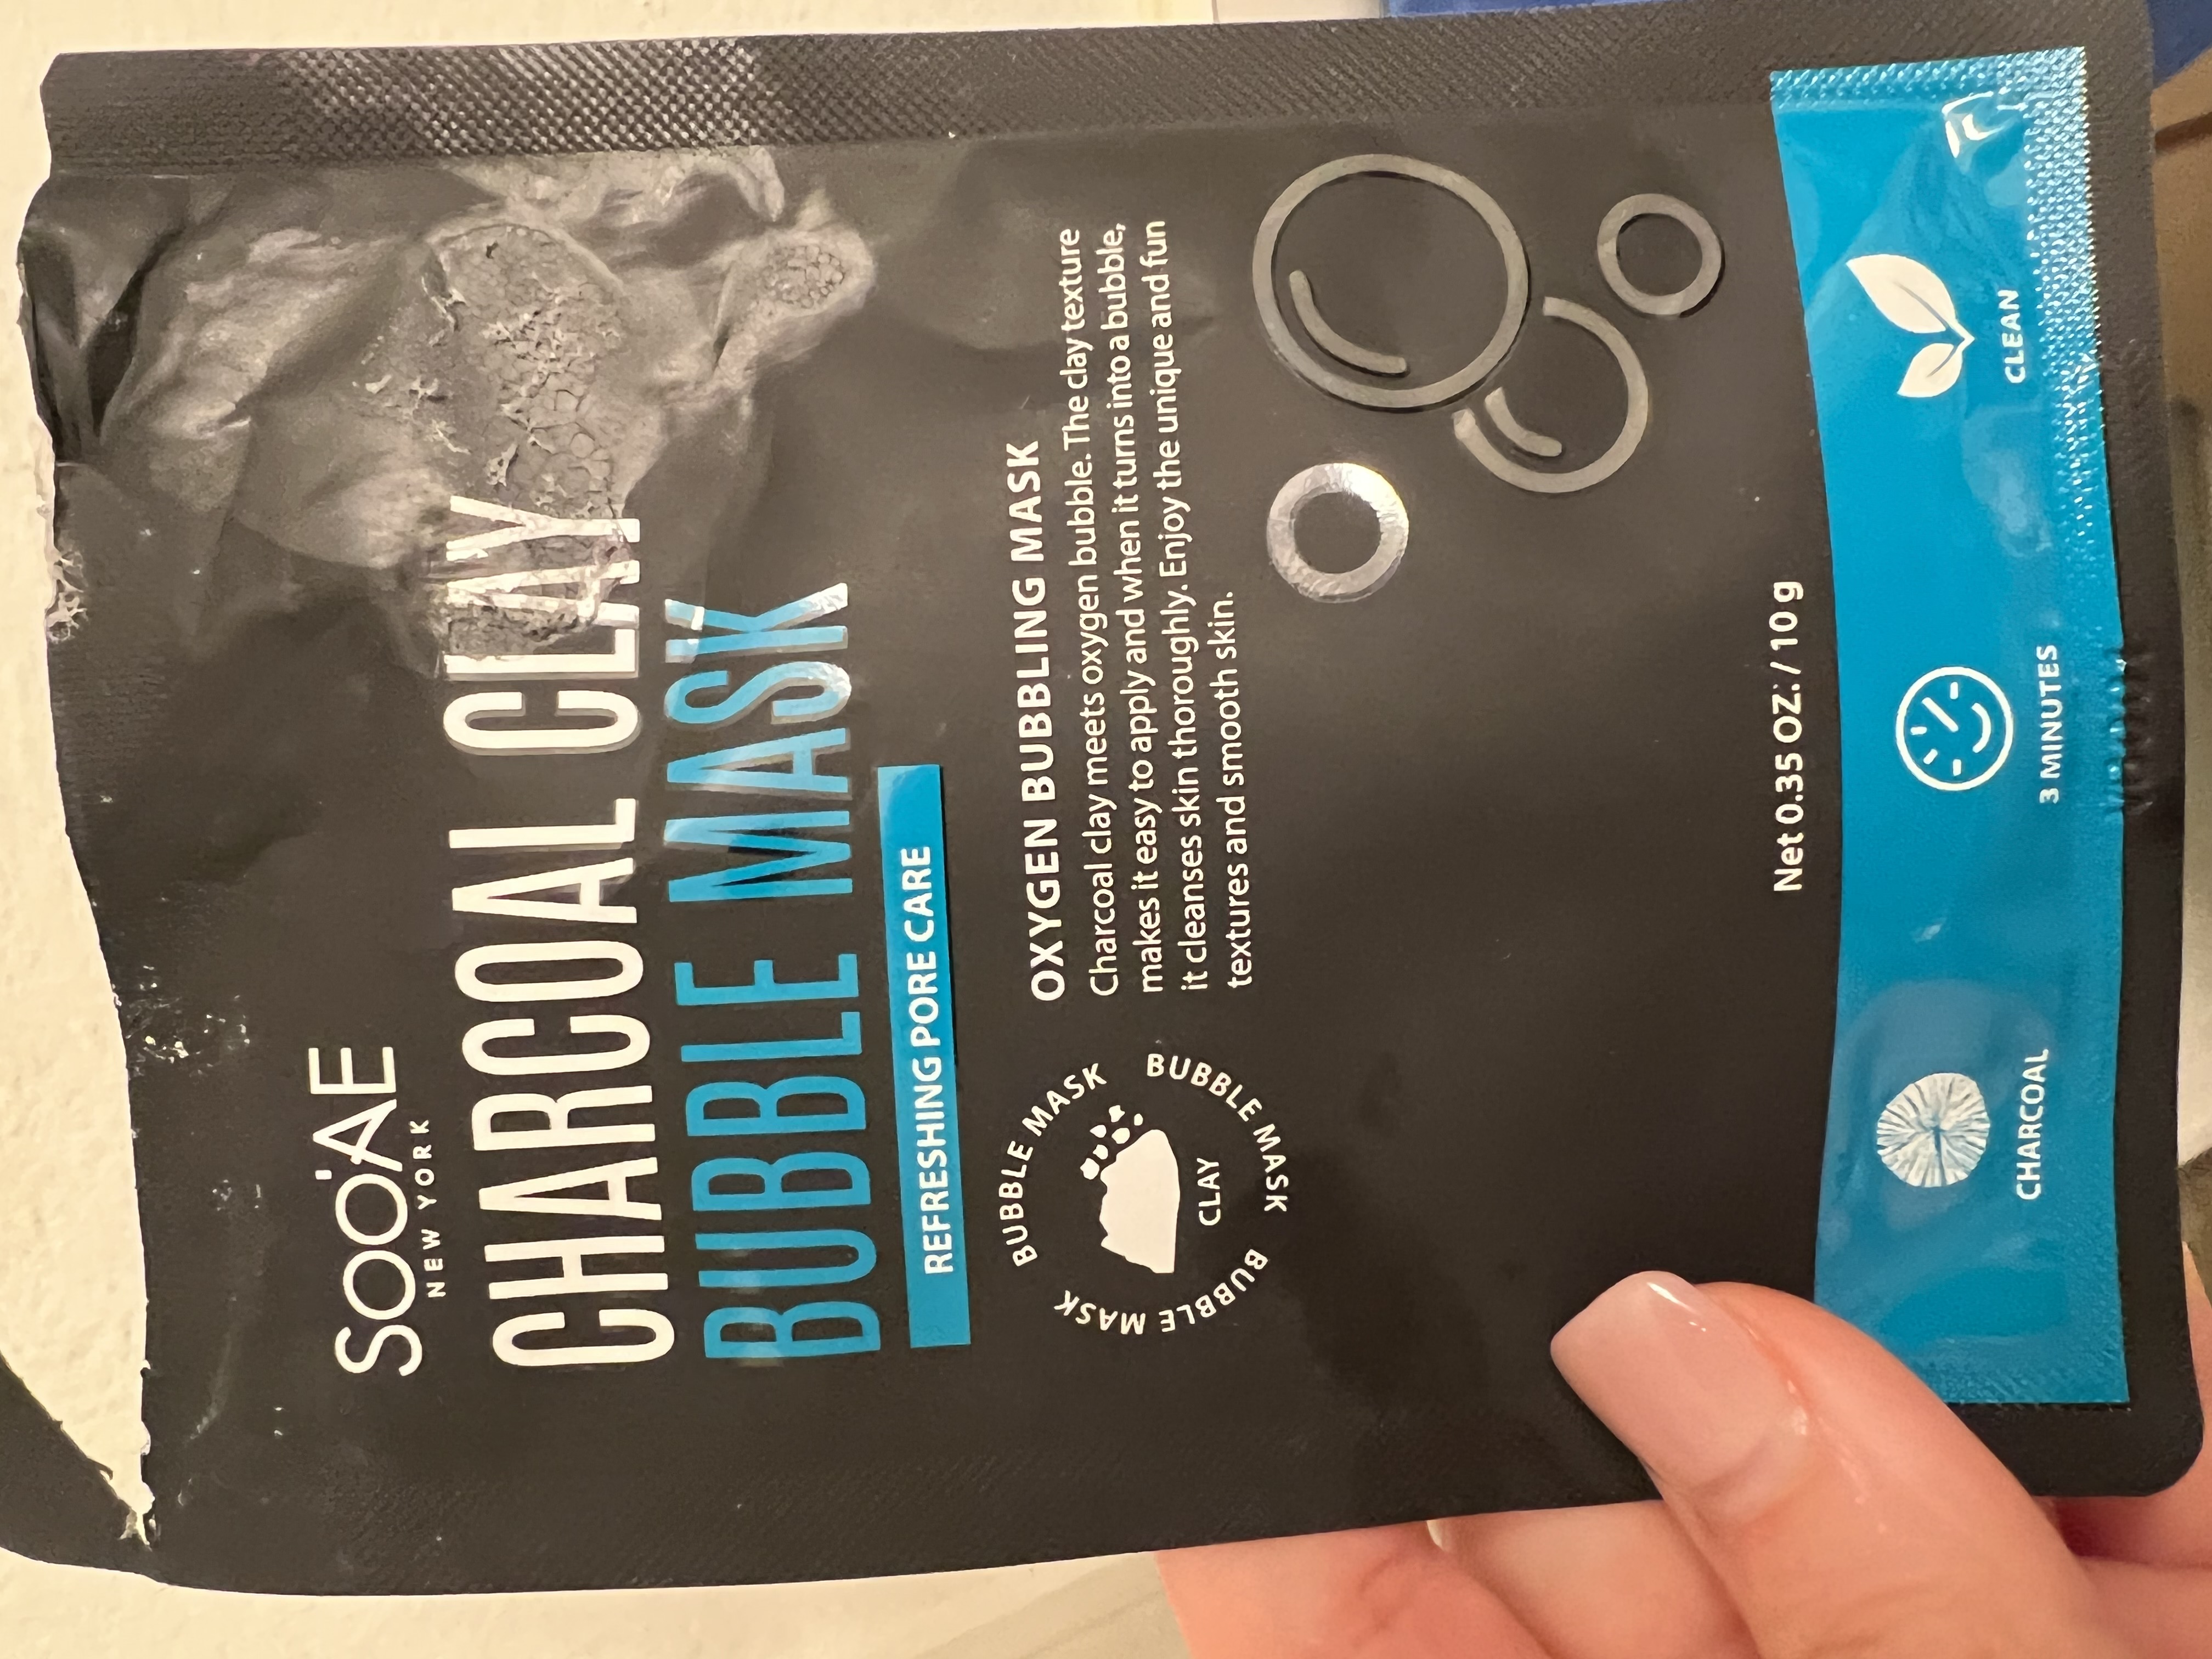 SOO'AE
NEW YORK
CHARCOAL CLAY
BUBBLE MASK
REFRESHING PORE CARE
BUBBLE MASK BUBBLE MASK BUBBLE MASK
CLAY
OXYGEN BUBBLING MASK
Charcoal clay meets oxygen bubble. The clay texture
makes it easy to apply and when it turns into a bubble,
it cleanses skin thoroughly. Enjoy the unique and fun
textures and smooth skin.
Net 0.35 OZ. / 10 g
CHARCOAL
3 MINUTES
CLEAN